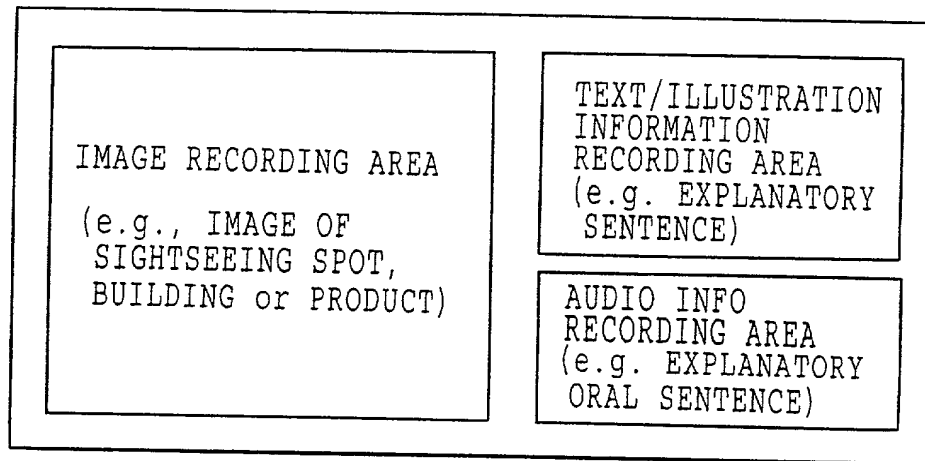 IMAGE RECORDING AREA
(e.g., IMAGE OF
SIGHTSEEING SPOT,
BUILDING or PRODUCT)
TEXT/ILLUSTRATION
INFORMATION
RECORDING AREA
(e.g. EXPLANATORY
SENTENCE)
AUDIO INFO
RECORDING AREA
(e.g. EXPLANATORY
ORAL SENTENCE)